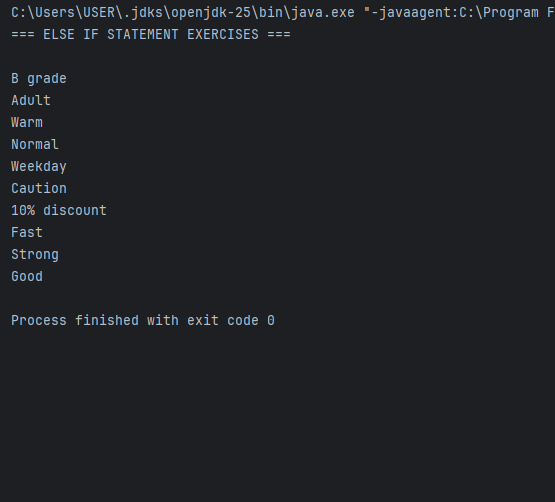 C:\Users\USER\.jdks\openjdk-25\bin\java.exe "-javaagent:C:\Program F
=== ELSE IF STATEMENT EXERCISES ===
B grade
Adult
Warm
Normal
Weekday
Caution
10% discount
Fast
Strong
Good
Process finished with exit code 0